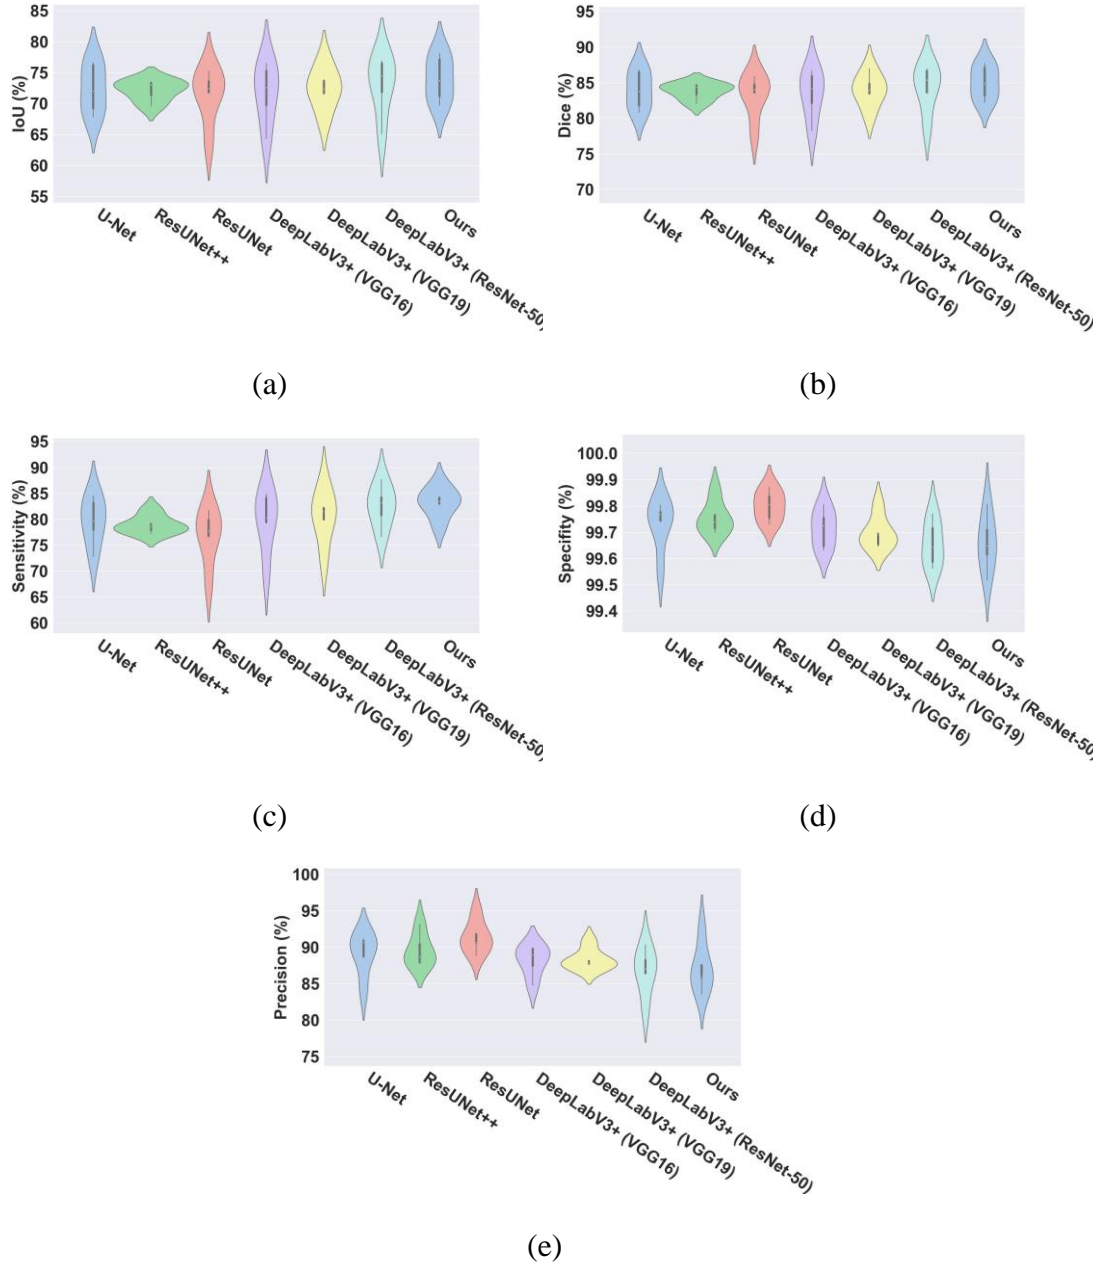 85
80
75
70
65
60
55
IoU (%)
U-Net
ResUNet++
ResUNet
DeepLabV3+ (VGG16)
DeepLabV3+ (VGG19)
DeepLabV3+ (ResNet-50)
Ours
(a)
95
90
85
80
75
70
Dice (%)
U-Net
ResUNet++
ResUNet
DeepLabV3+ (VGG16)
DeepLabV3+ (VGG19)
DeepLabV3+ (ResNet-50)
Ours
(b)
95
90
85
80
75
70
65
60
Sensitivity (%)
U-Net
ResUNet++
ResUNet
DeepLabV3+ (VGG16)
DeepLabV3+ (VGG19)
DeepLabV3+ (ResNet-50)
Ours
(c)
100.0
99.9
99.8
99.7
99.6
99.5
99.4
Specifity (%)
U-Net
ResUNet++
ResUNet
DeepLabV3+ (VGG16)
DeepLabV3+ (VGG19)
DeepLabV3+ (ResNet-50)
Ours
(d)
100
95
90
85
80
75
Precision (%)
U-Net
ResUNet++
ResUNet
DeepLabV3+ (VGG16)
DeepLabV3+ (VGG19)
DeepLabV3+ (ResNet-50)
Ours
(e)